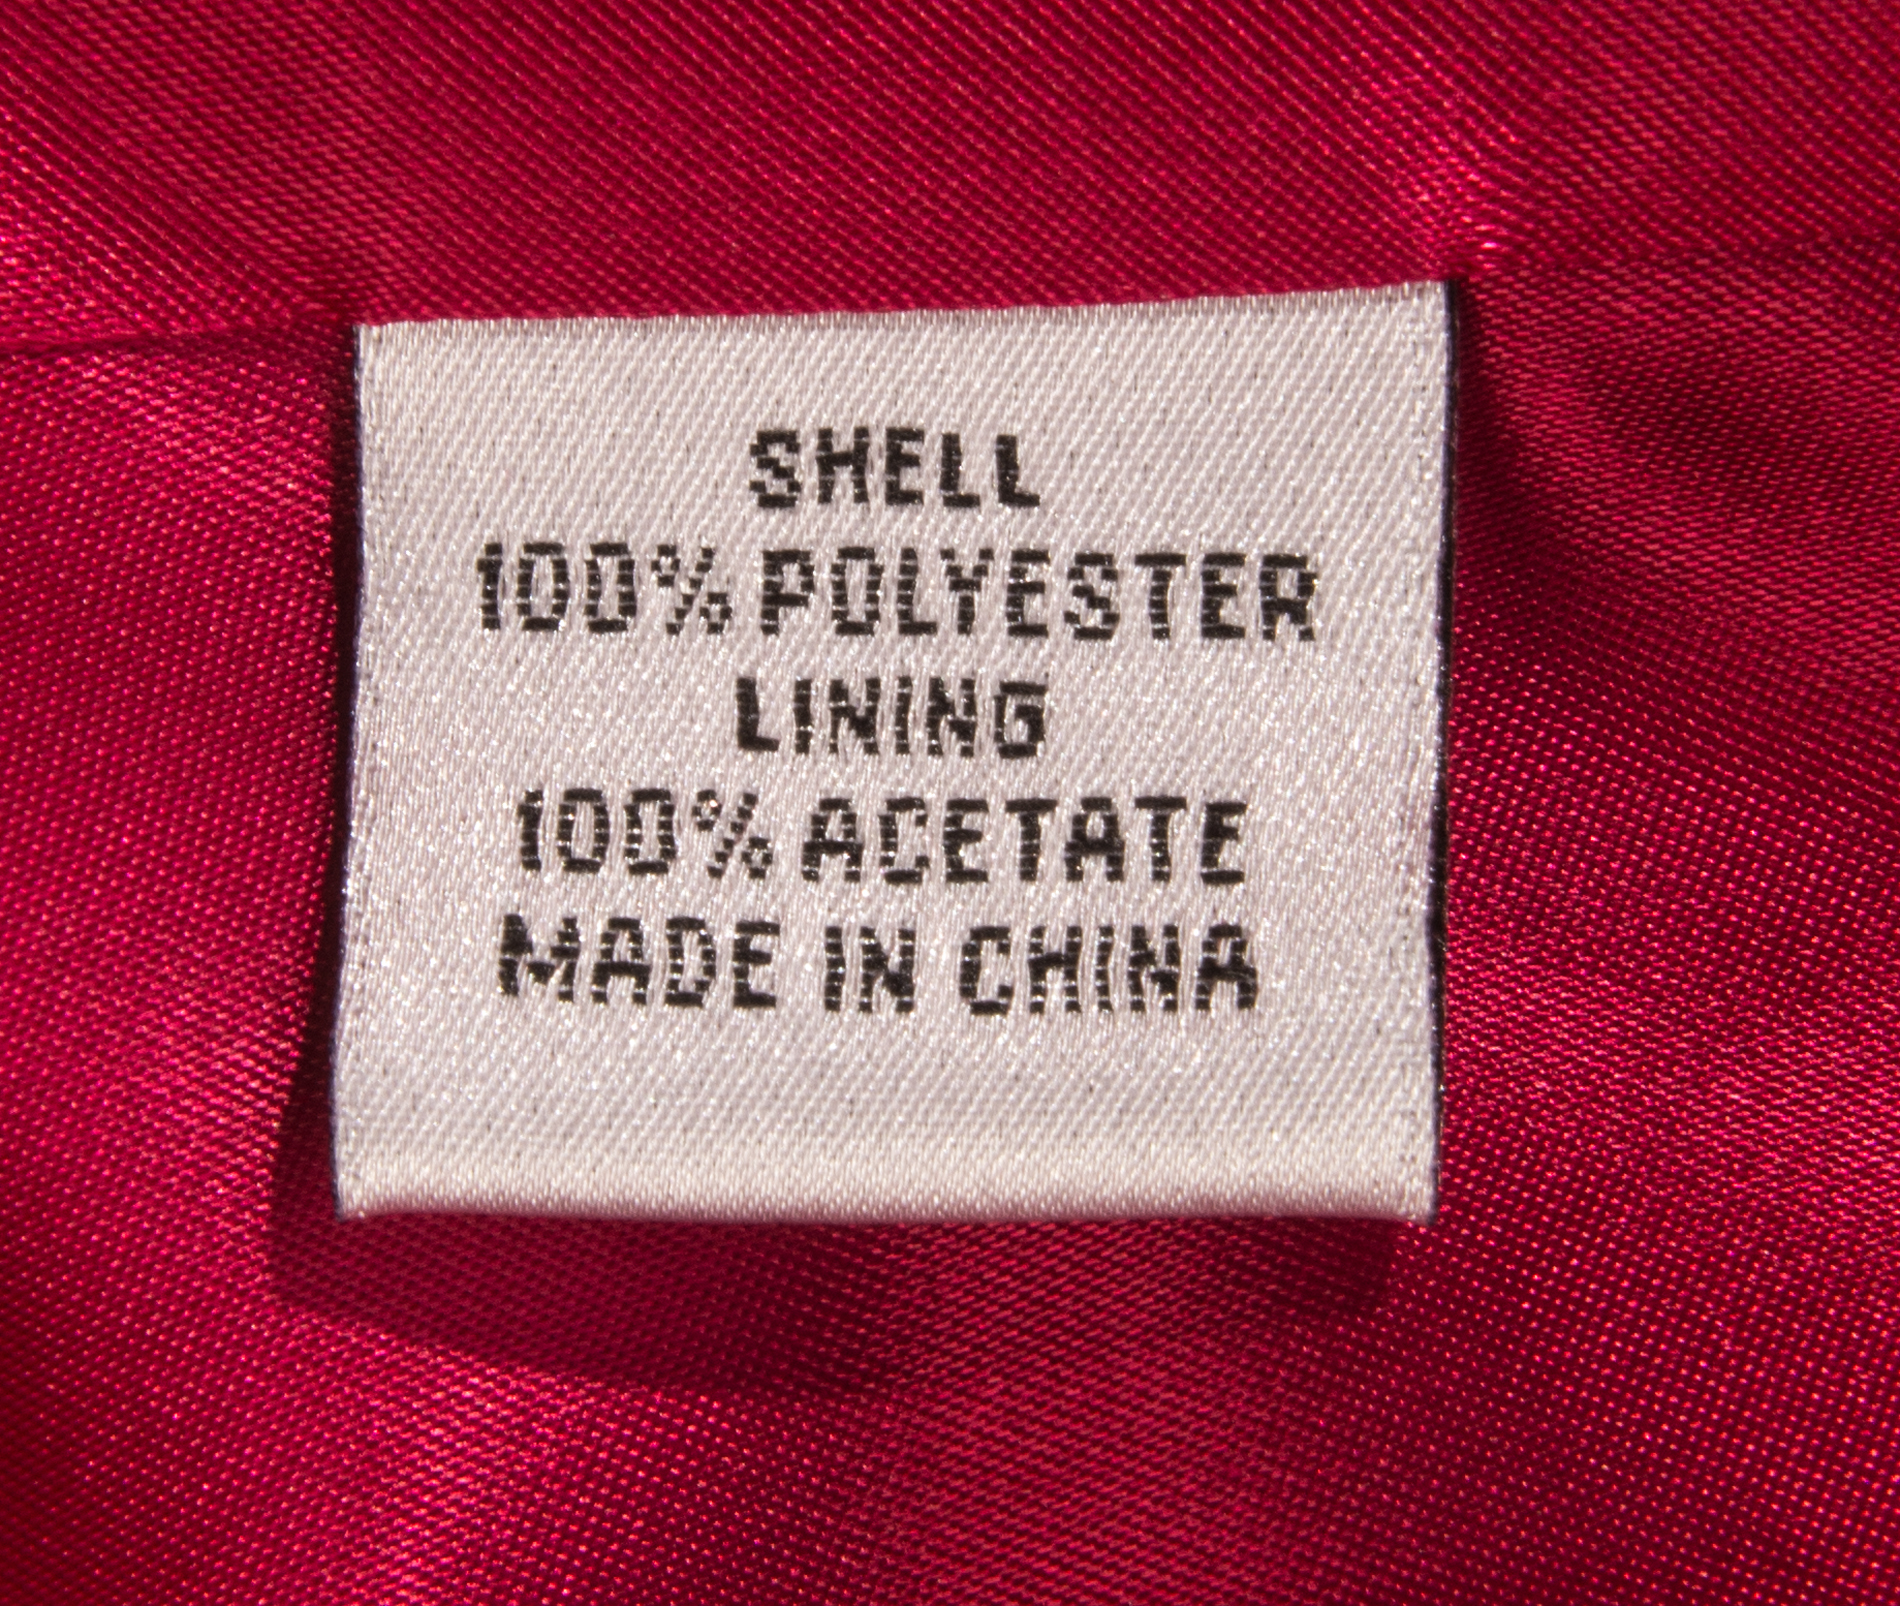 SHELL
100% POLYESTER
LINING
100% ACETATE
MADE IN CHINA